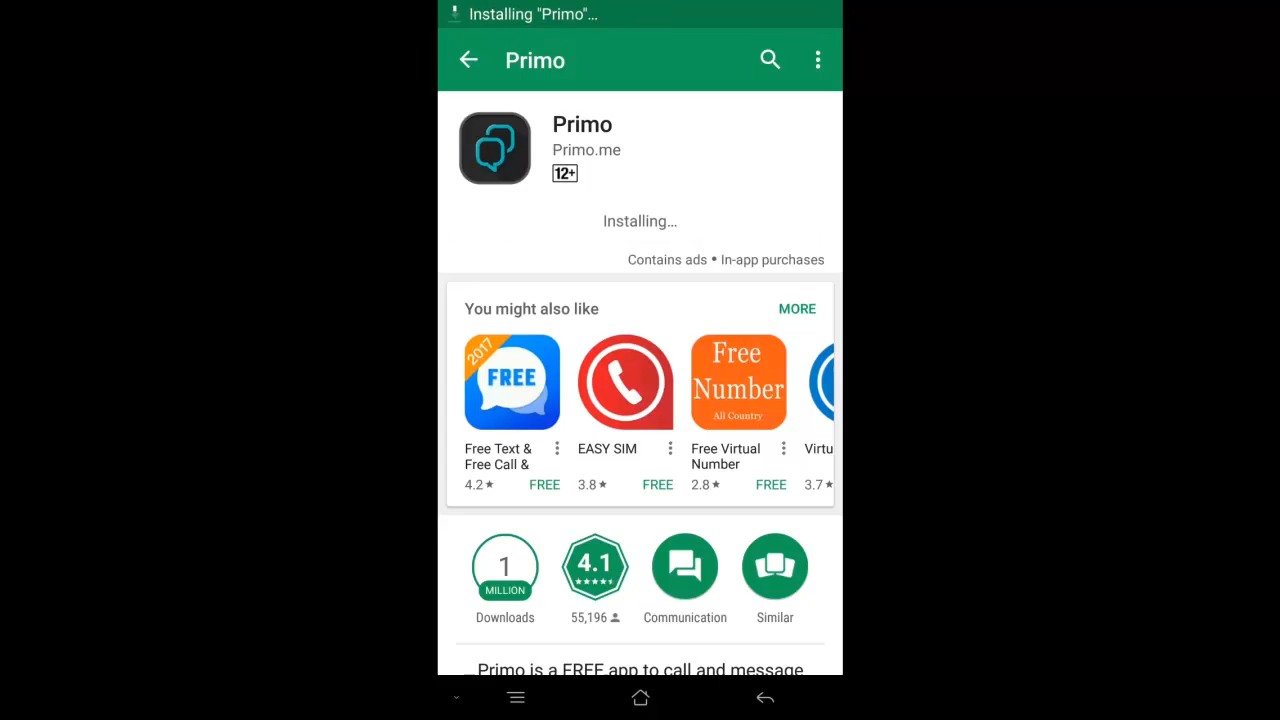 Installing "Primo"...
Primo
Primo
Primo.me
12+
Installing...
Contains ads • In-app purchases
You might also like
MORE
2017
FREE
Free
Number
All Country
Free Text &
Free Call &
4.2★
FREE
EASY SIM
3.8★
FREE
Free Virtual
Number
2.8★
FREE
Virtu
3.7★
1
MILLION
Downloads
4.1
55,196
Communication
Similar
Primo is a FREE app to call and message